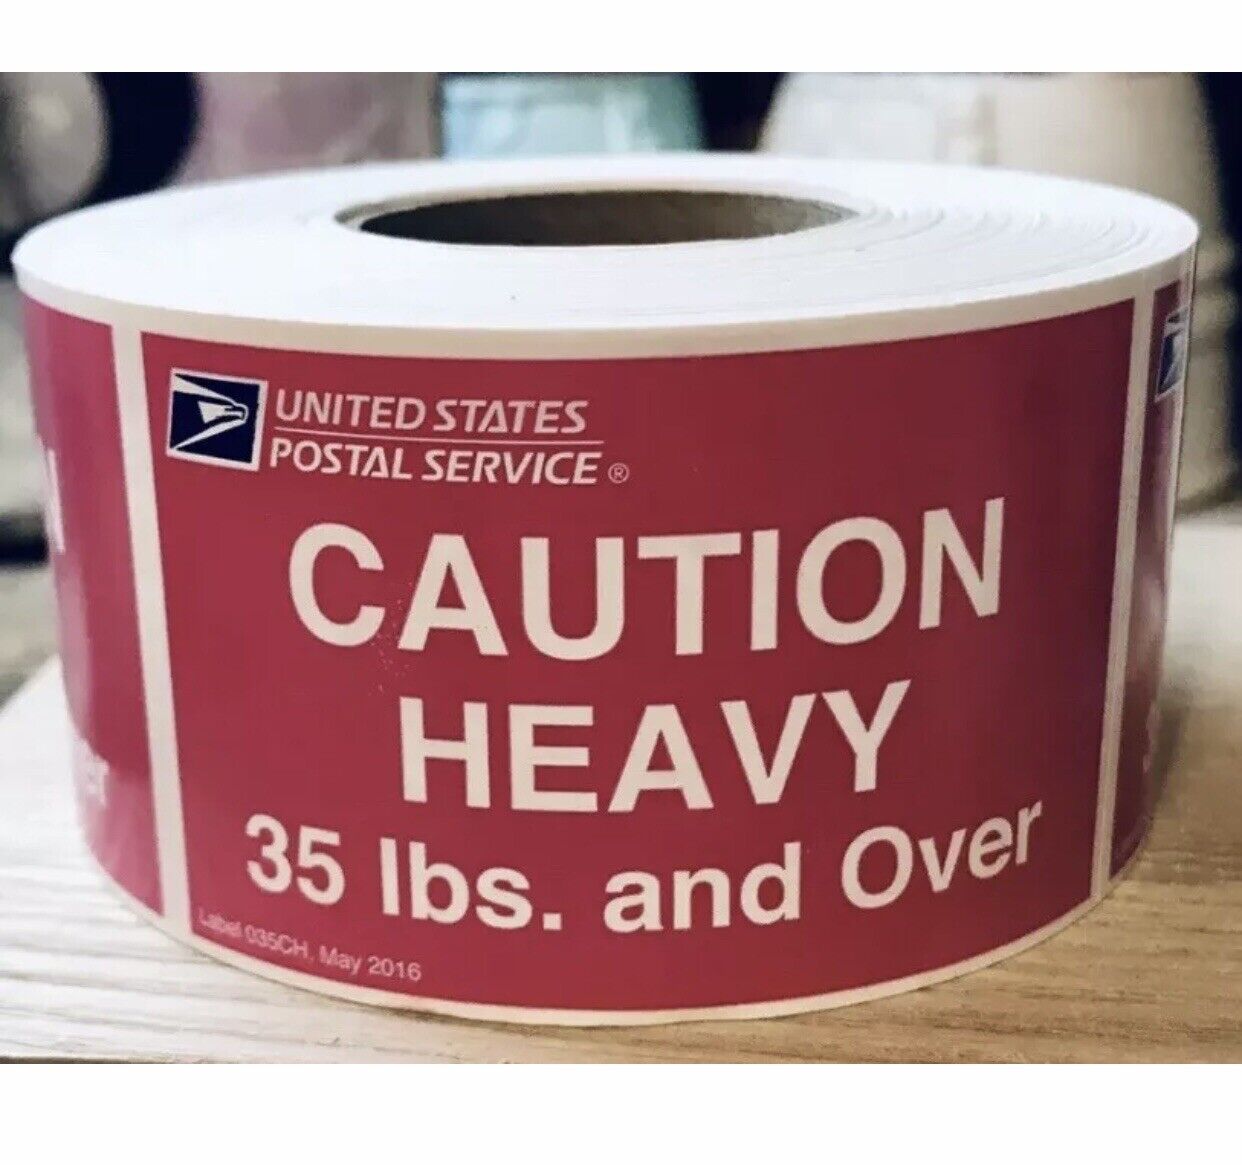 UNITED STATES
POSTAL SERVICE ®
CAUTION
HEAVY
35 lbs. and Over
Label 035CH, May 2016